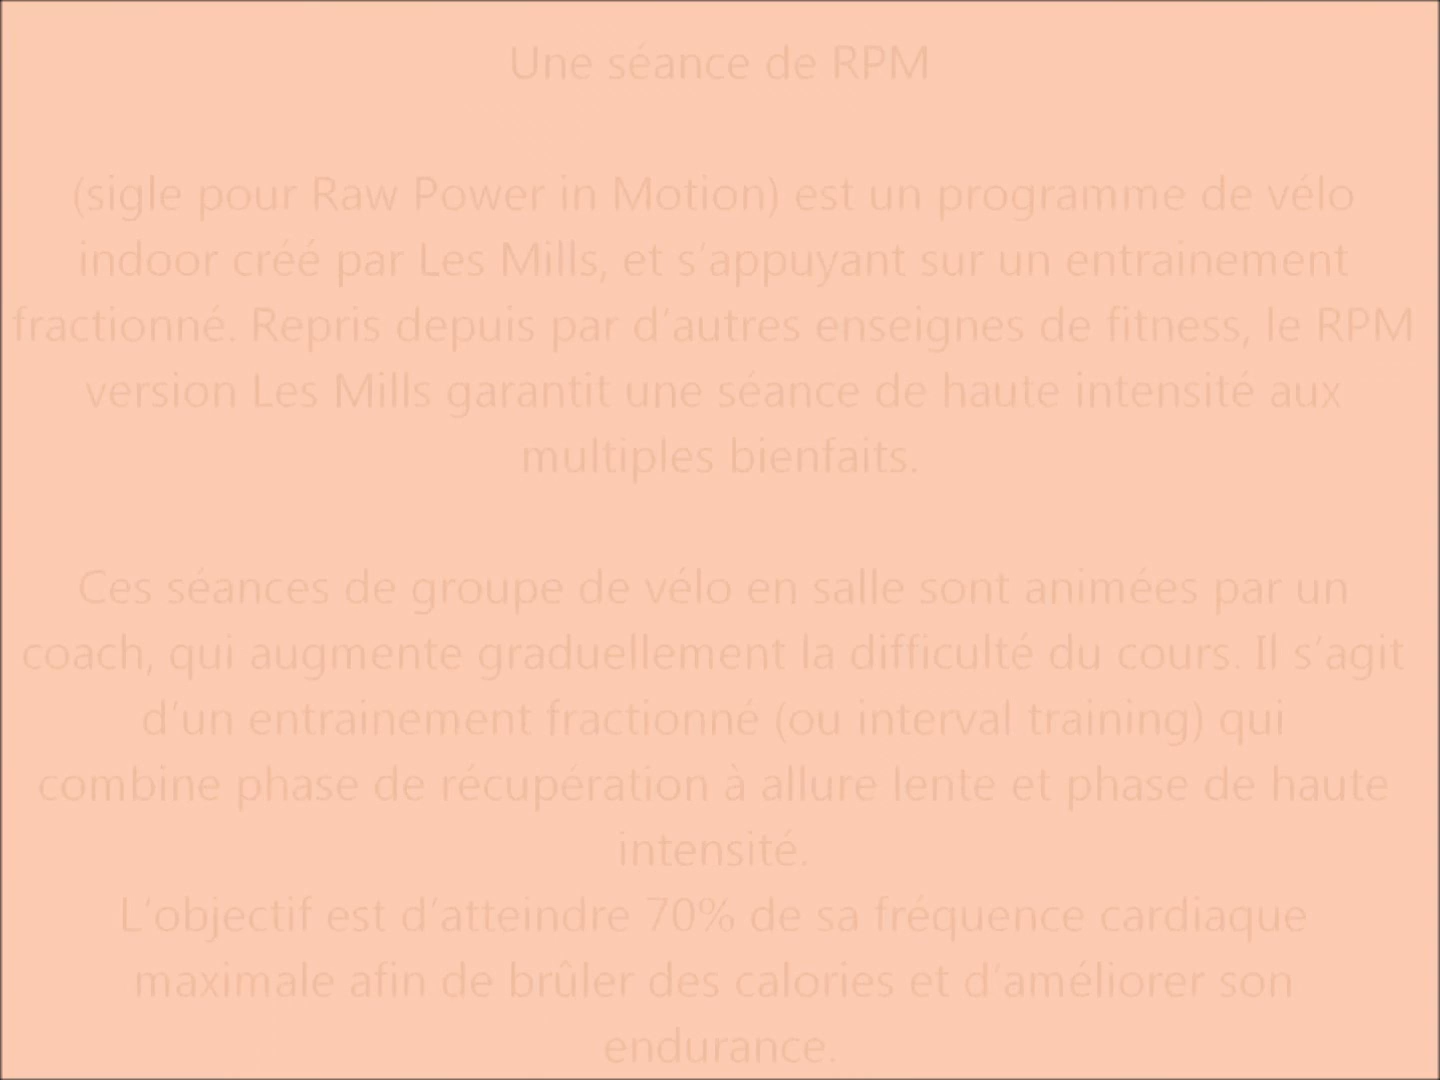 Une séance de RPM
(sigle pour Raw Power in Motion) est un programme de vélo
indoor créé par Les Mills, et s’appuyant sur un entrainement
fractionné. Repris depuis par d’autres enseignes de fitness, le RPM
version Les Mills garantit une séance de haute intensité aux
multiples bienfaits.
Ces séances de groupe de vélo en salle sont animées par un
coach, qui augmente graduellement la difficulté du cours. Il s’agit
d’un entrainement fractionné (ou interval training) qui
combine phase de récupération à allure lente et phase de haute
intensité.
L’objectif est d’atteindre 70% de sa fréquence cardiaque
maximale afin de brûler des calories et d’améliorer son
endurance.